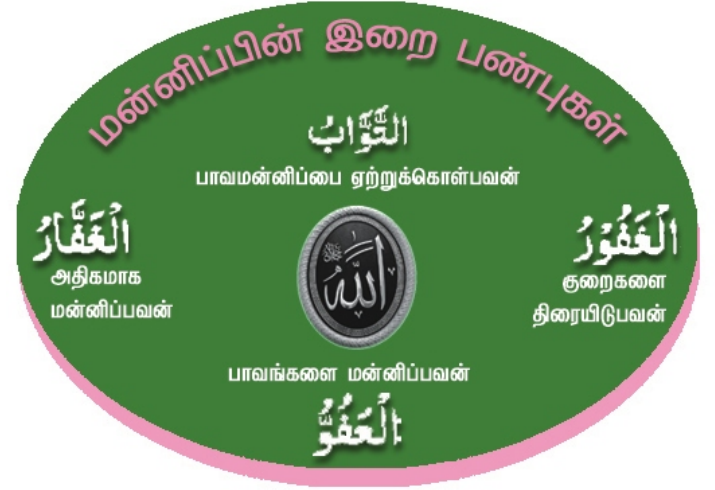 மன்னிப்பின் இறை பண்புகள்
التَّوَّابُ
பாவமன்னிப்பை ஏற்றுக்கொள்பவன்
الْغَفَّارُ
அதிகமாக
மன்னிப்பவன்
الله
الْغَفُوْرُ
குறைகளை
திரையிடுபவன்
பாவங்களை மன்னிப்பவன்
الْعَفُوُّ